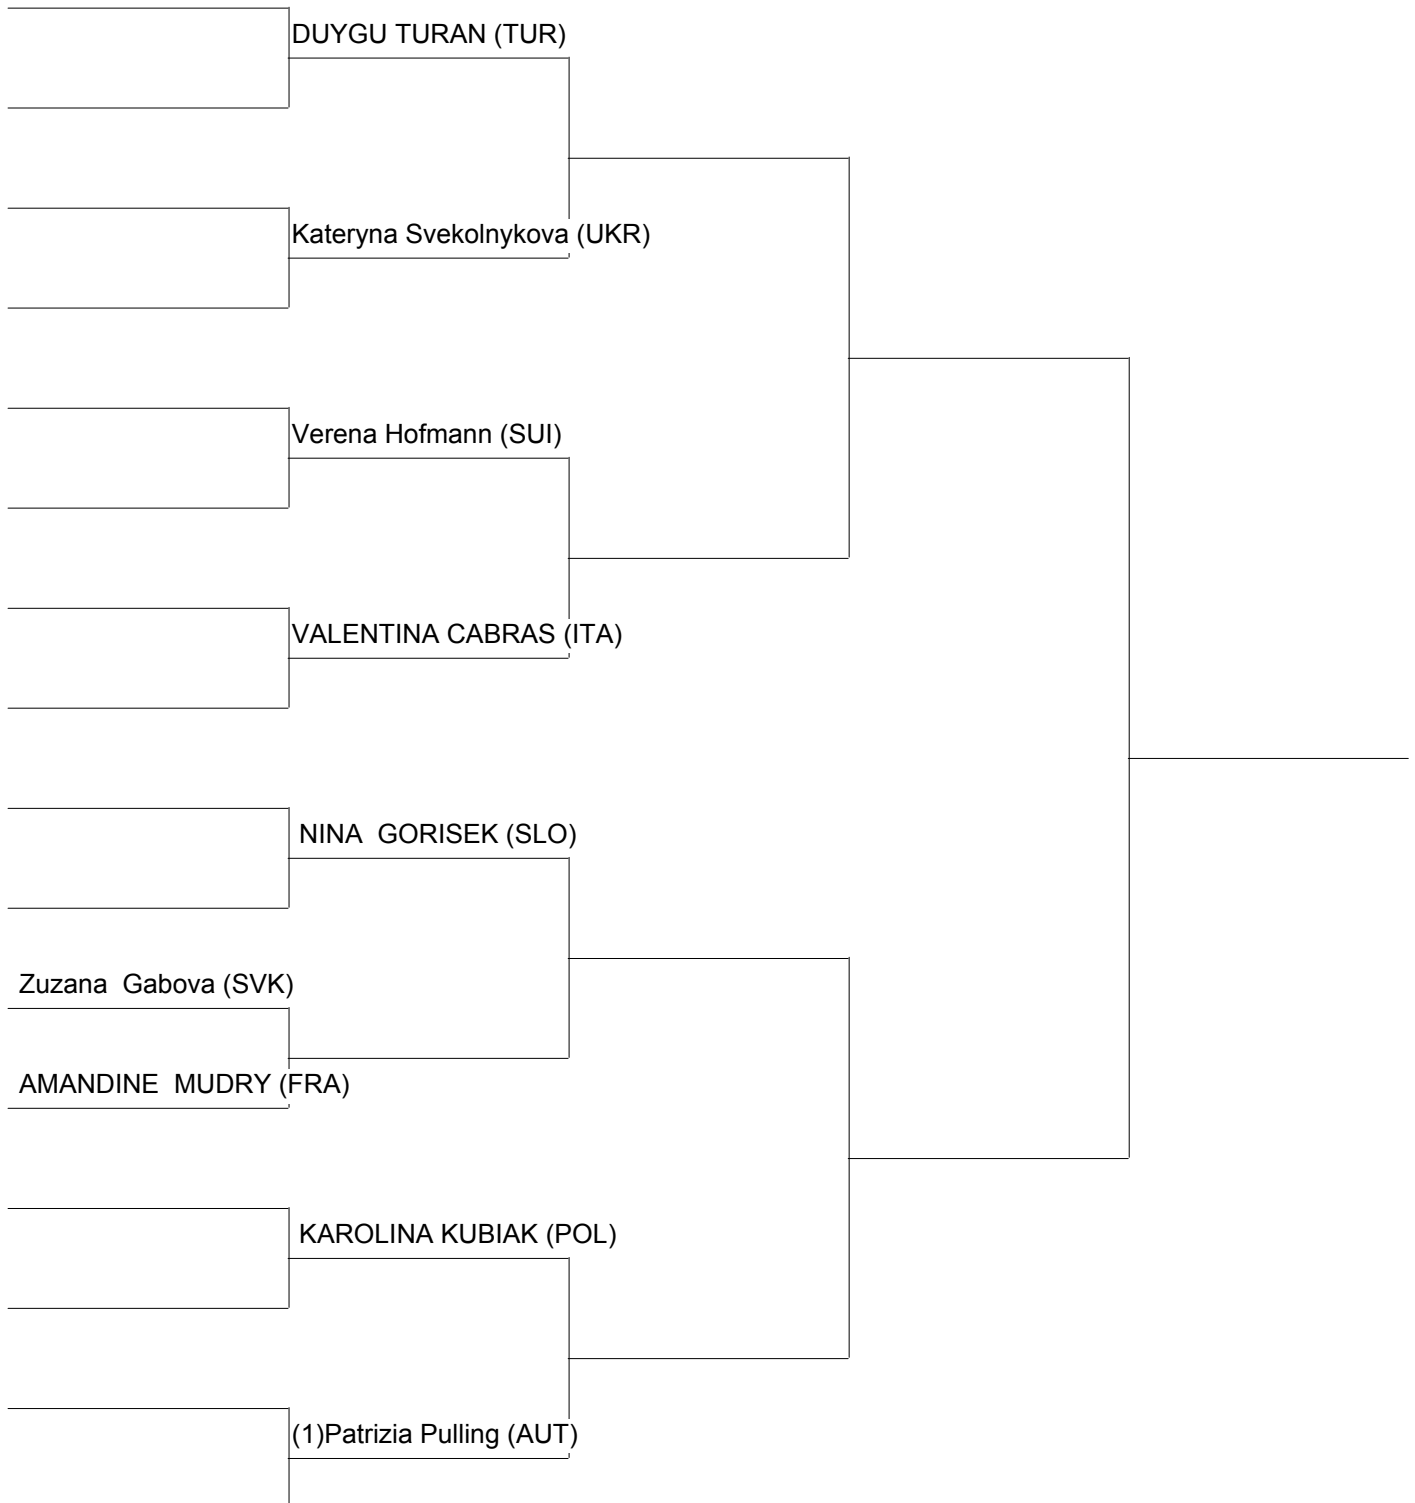 DUYGU TURAN (TUR)
Kateryna Svekolnykova (UKR)
Verena Hofmann (SUI)
VALENTINA CABRAS (ITA)
NINA  GORISEK (SLO)
Zuzana  Gabova (SVK)
AMANDINE  MUDRY (FRA)
KAROLINA KUBIAK (POL)
(1)Patrizia Pulling (AUT)